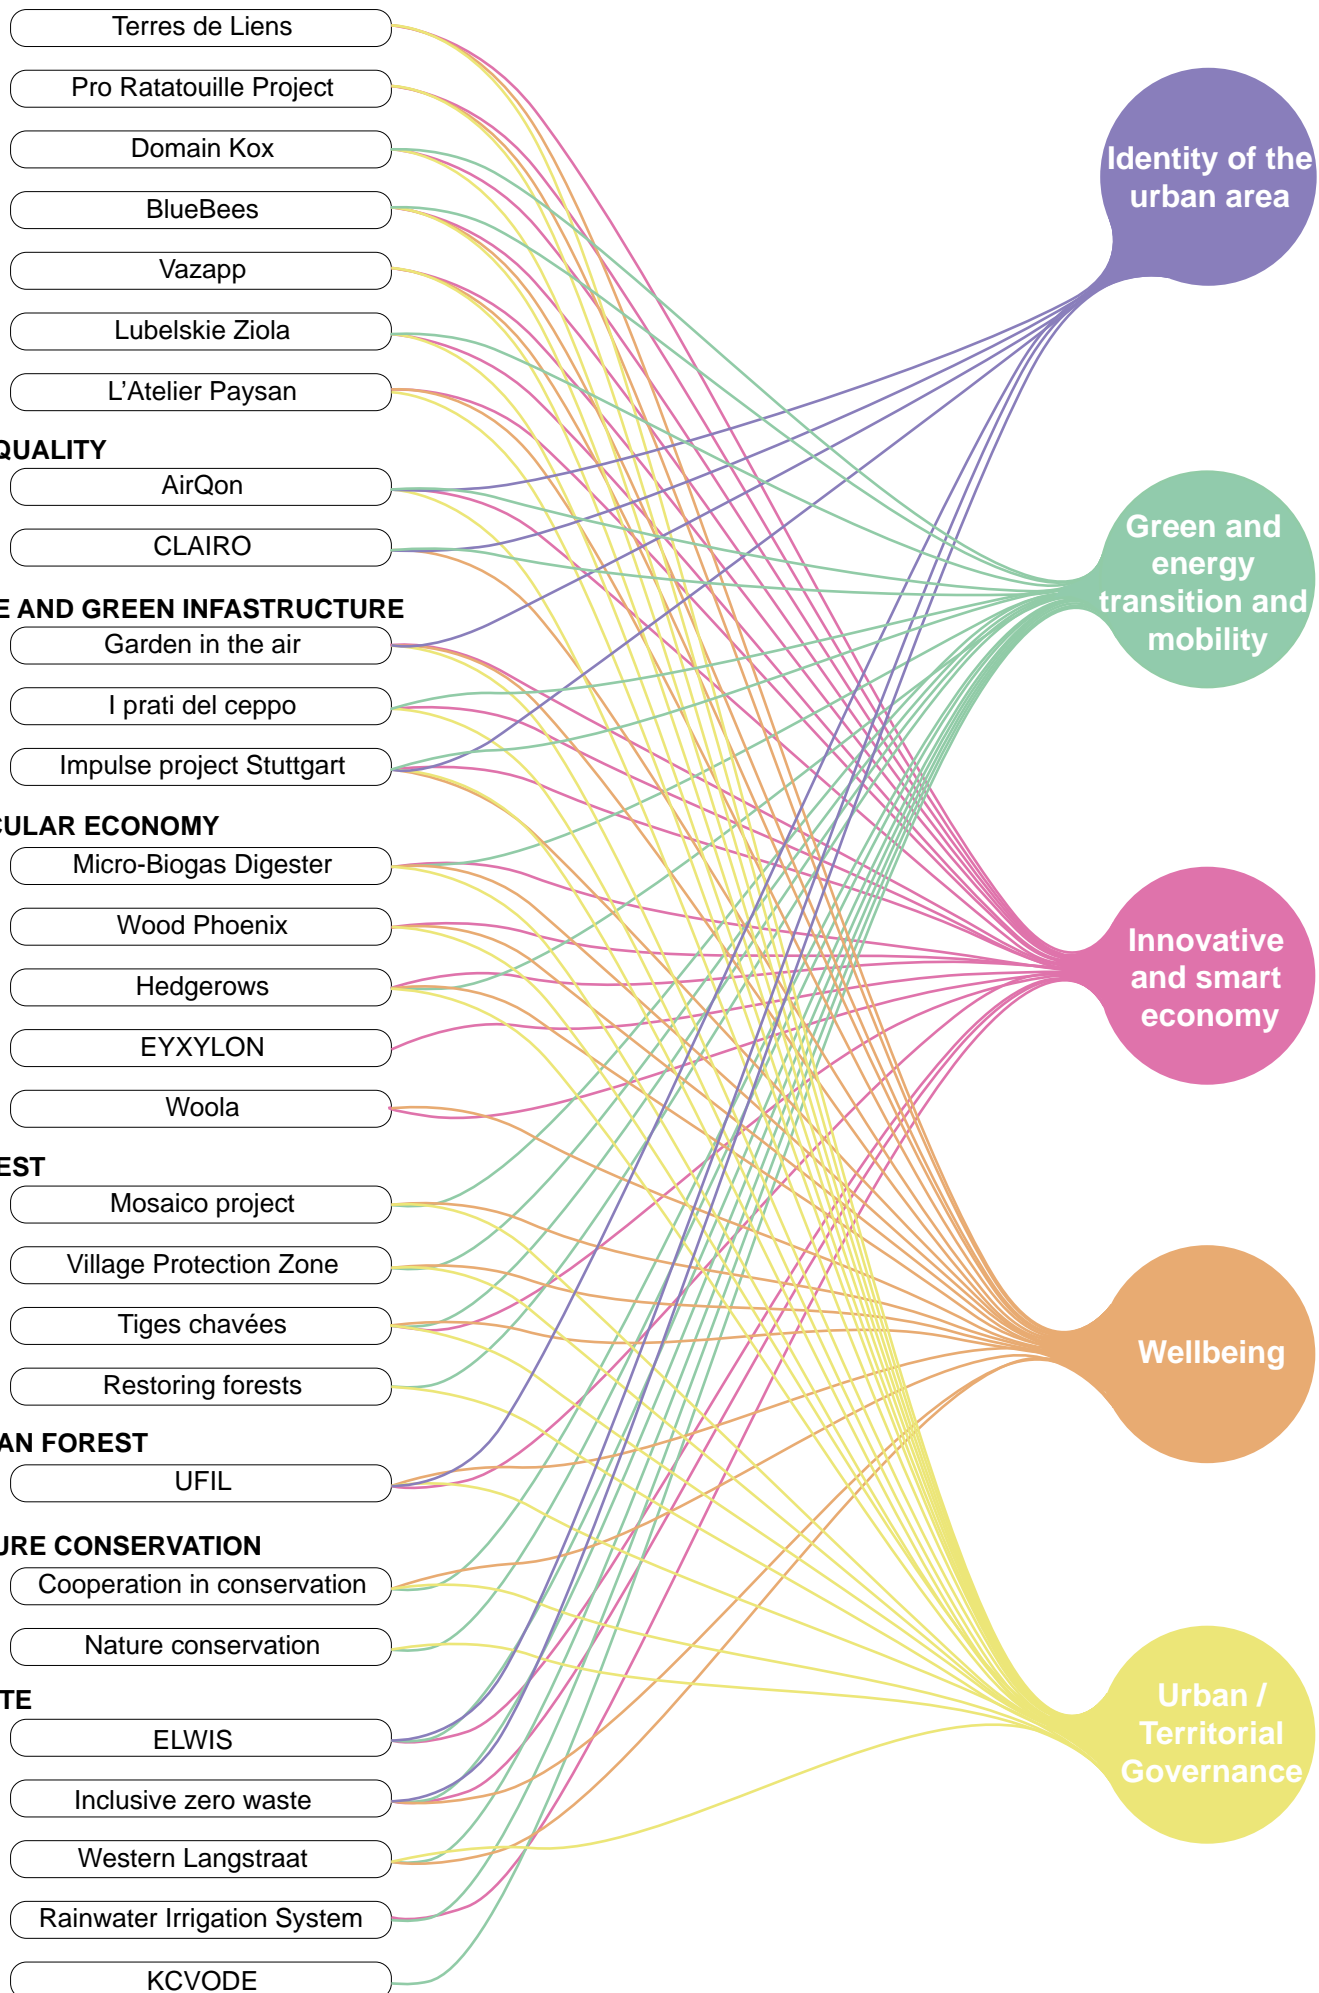 Terres de Liens
Pro Ratatouille Project
Domain Kox
BlueBees
Vazapp
Lubelskie Ziola
L’Atelier Paysan
QUALITY
AirQon
CLAIRO
E AND GREEN INFASTRUCTURE
Garden in the air
I prati del ceppo
Impulse project Stuttgart
CULAR ECONOMY
Micro-Biogas Digester
Wood Phoenix
Hedgerows
EYXYLON
Woola
EST
Mosaico project
Village Protection Zone
Tiges chavées
Restoring forests
AN FOREST
UFIL
URE CONSERVATION
Cooperation in conservation
Nature conservation
TE
ELWIS
Inclusive zero waste
Western Langstraat
Rainwater Irrigation System
KCVODE
Identity of the
urban area
Green and
energy
transition and
mobility
Innovative
and smart
economy
Wellbeing
Urban /
Territorial
Governance